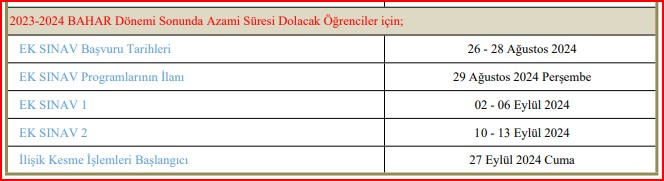 2023-2024 BAHAR Dönemi Sonunda Azami Süresi Dolacak Öğrenciler için;
EK SINAV Başvuru Tarihleri 26 - 28 Ağustos 2024
EK SINAV Programlarının İlanı 29 Ağustos 2024 Perşembe
EK SINAV 1 02 - 06 Eylül 2024
EK SINAV 2 10 - 13 Eylül 2024
İlişik Kesme İşlemleri Başlangıcı 27 Eylül 2024 Cuma